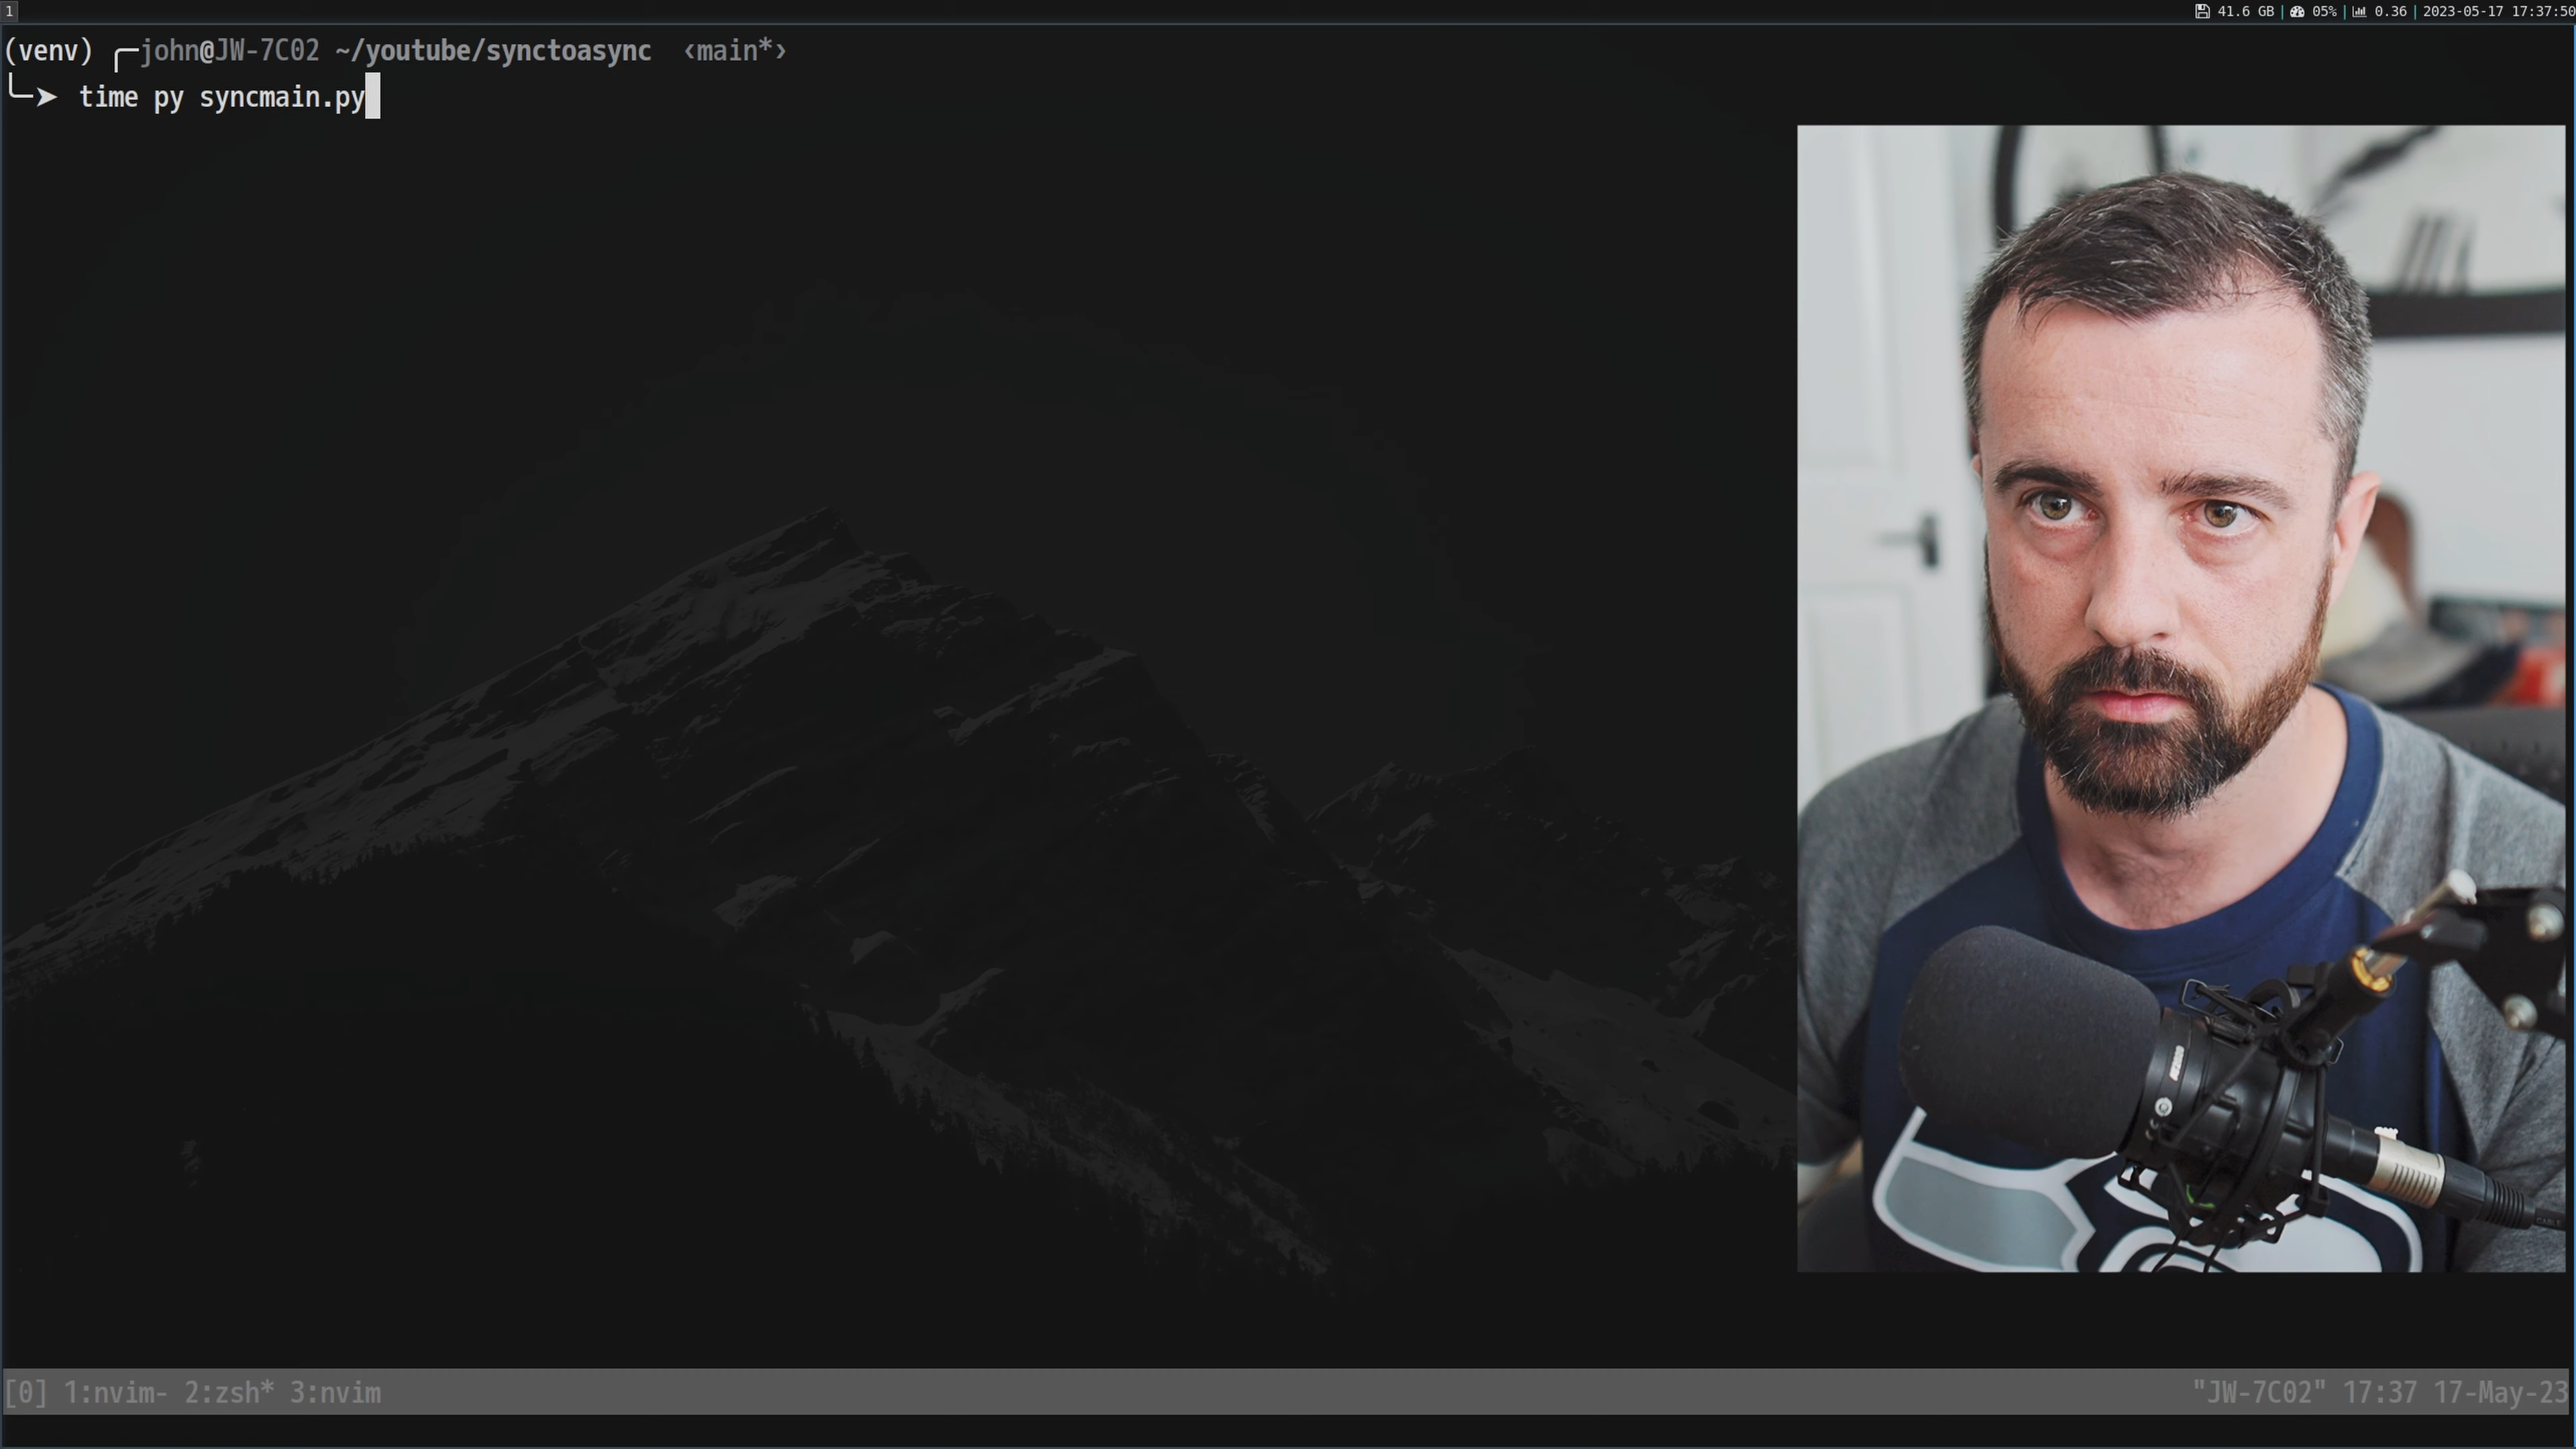 1
41.6 GB | 05% | 0.36 | 2023-05-17 17:37:50
(venv) ╭─john@JW-7C02 ~/youtube/synctoasync ‹main*›
╰─➤ time py syncmain.py
[0] 1:nvim- 2:zsh* 3:nvim
"JW-7C02" 17:37 17-May-23